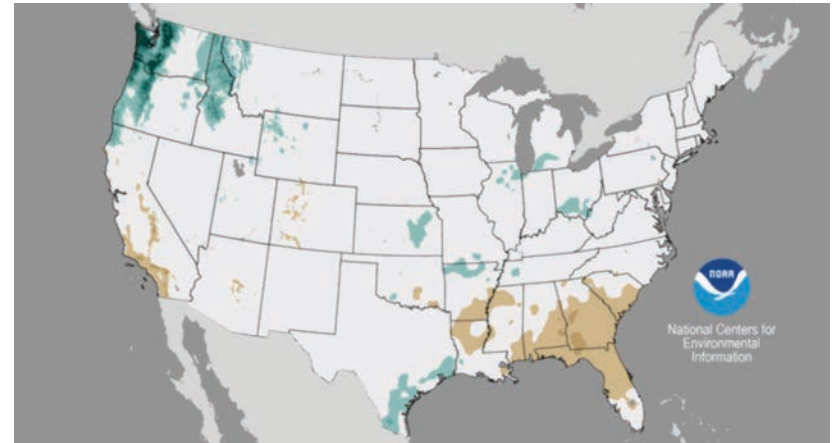 NOAA
National Centers for
Environmental
Information